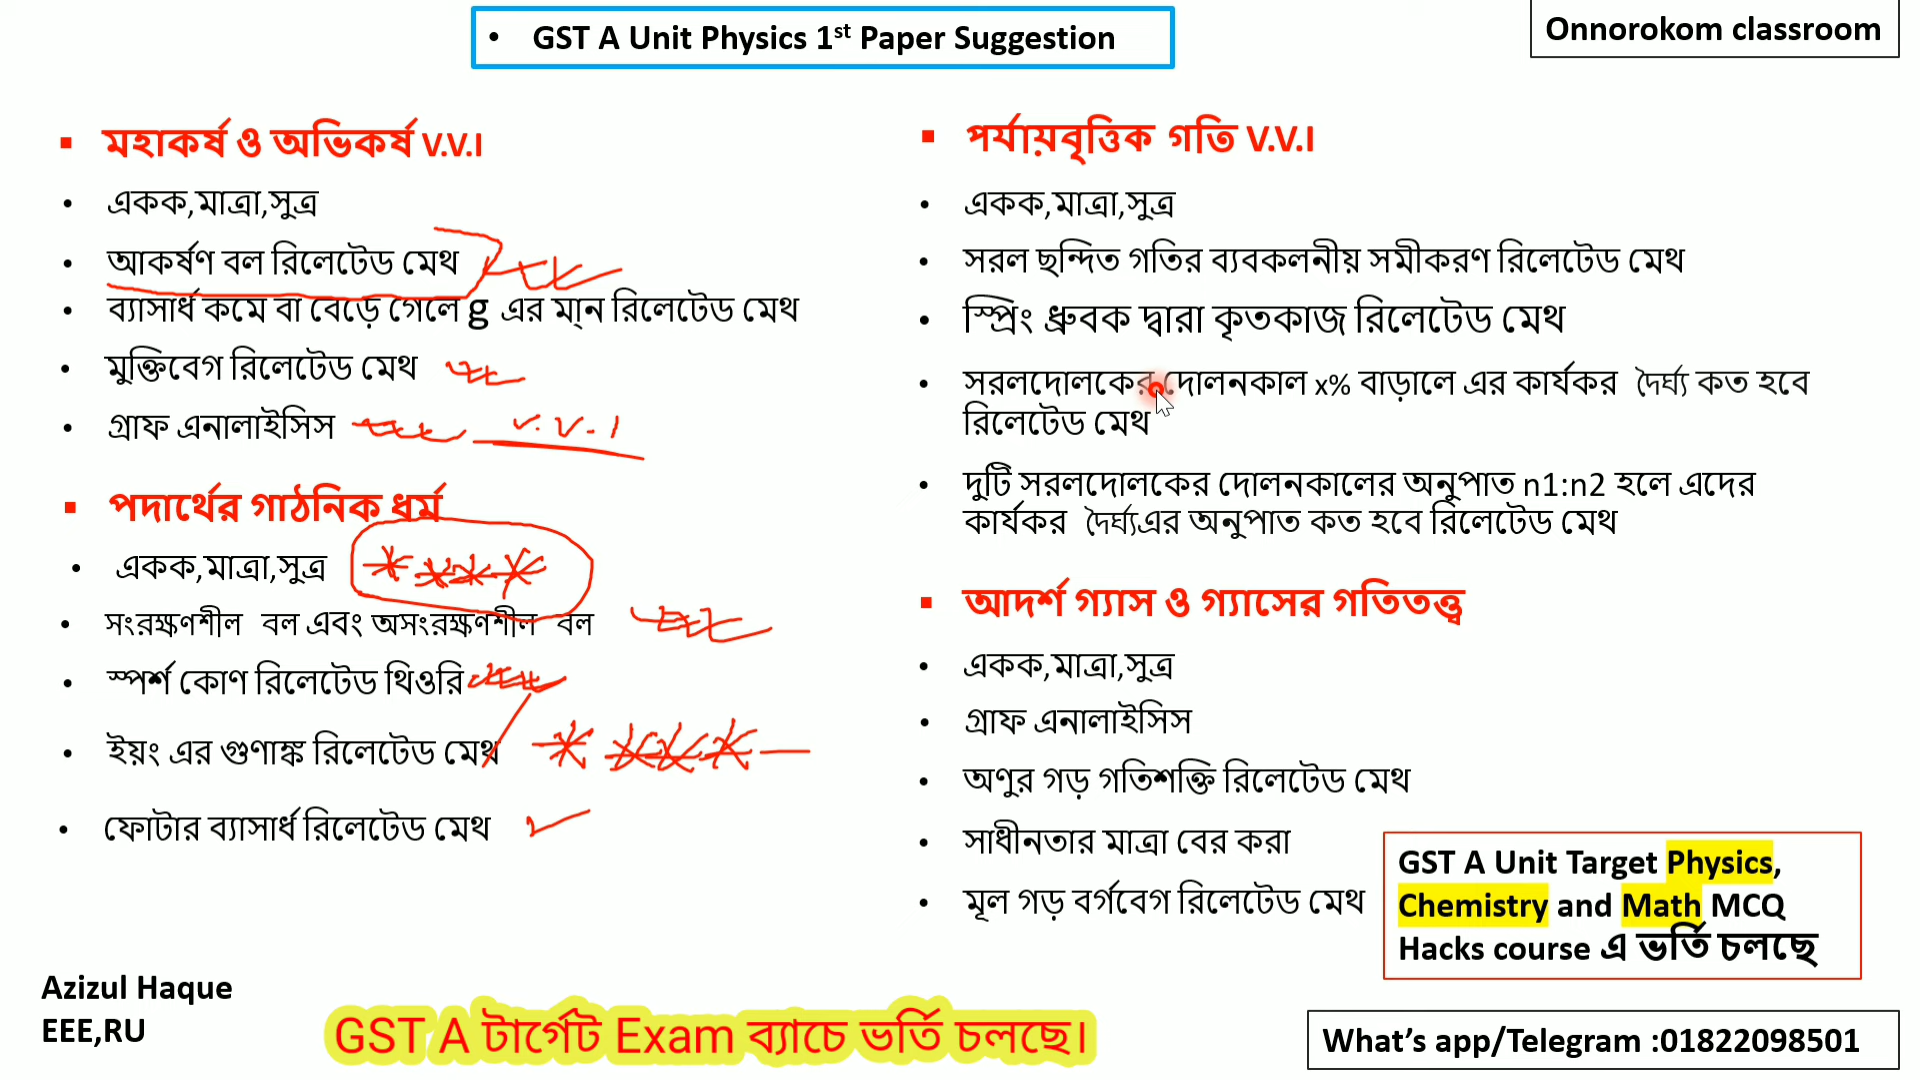 • GST A Unit Physics 1st Paper Suggestion
Onnorokom classroom
▪ মহাকর্ষ ও অভিকর্ষ V.V.I
• একক,মাত্রা,সুত্র
• আকর্ষণ বল রিলেটেড মেথ
• ব্যাসার্ধ কমে বা বেড়ে গেলে g এর মা্ন রিলেটেড মেথ
• মুক্তিবেগ রিলেটেড মেথ
• গ্রাফ এনালাইসিস v.v.I
▪ পদার্থের গাঠনিক ধর্ম
• একক,মাত্রা,সুত্র
• সংরক্ষণশীল বল এবং অসংরক্ষণশীল বল
• স্পর্শ কোণ রিলেটেড থিওরি
• ইয়ং এর গুণাঙ্ক রিলেটেড মেথ
• ফোটার ব্যাসার্ধ রিলেটেড মেথ
▪ পর্যায়বৃত্তিক গতি V.V.I
• একক,মাত্রা,সুত্র
• সরল ছন্দিত গতির ব্যবকলনীয় সমীকরণ রিলেটেড মেথ
• স্প্রিং ধ্রুবক দ্বারা কৃতকাজ রিলেটেড মেথ
• সরলদোলকের দোলনকাল x% বাড়ালে এর কার্যকর দৈর্ঘ্য কত হবে
রিলেটেড মেথ
• দুটি সরলদোলকের দোলনকালের অনুপাত n1:n2 হলে এদের
কার্যকর দৈর্ঘ্যএর অনুপাত কত হবে রিলেটেড মেথ
▪ আদর্শ গ্যাস ও গ্যাসের গতিতত্ত্ব
• একক,মাত্রা,সুত্র
• গ্রাফ এনালাইসিস
• অণুর গড় গতিশক্তি রিলেটেড মেথ
• সাধীনতার মাত্রা বের করা
• মূল গড় বর্গবেগ রিলেটেড মেথ
GST A Unit Target Physics,
Chemistry and Math MCQ
Hacks course এ ভর্তি চলছে
Azizul Haque
EEE,RU
GST A টার্গেট Exam ব্যাচে ভর্তি চলছে।
What’s app/Telegram :01822098501